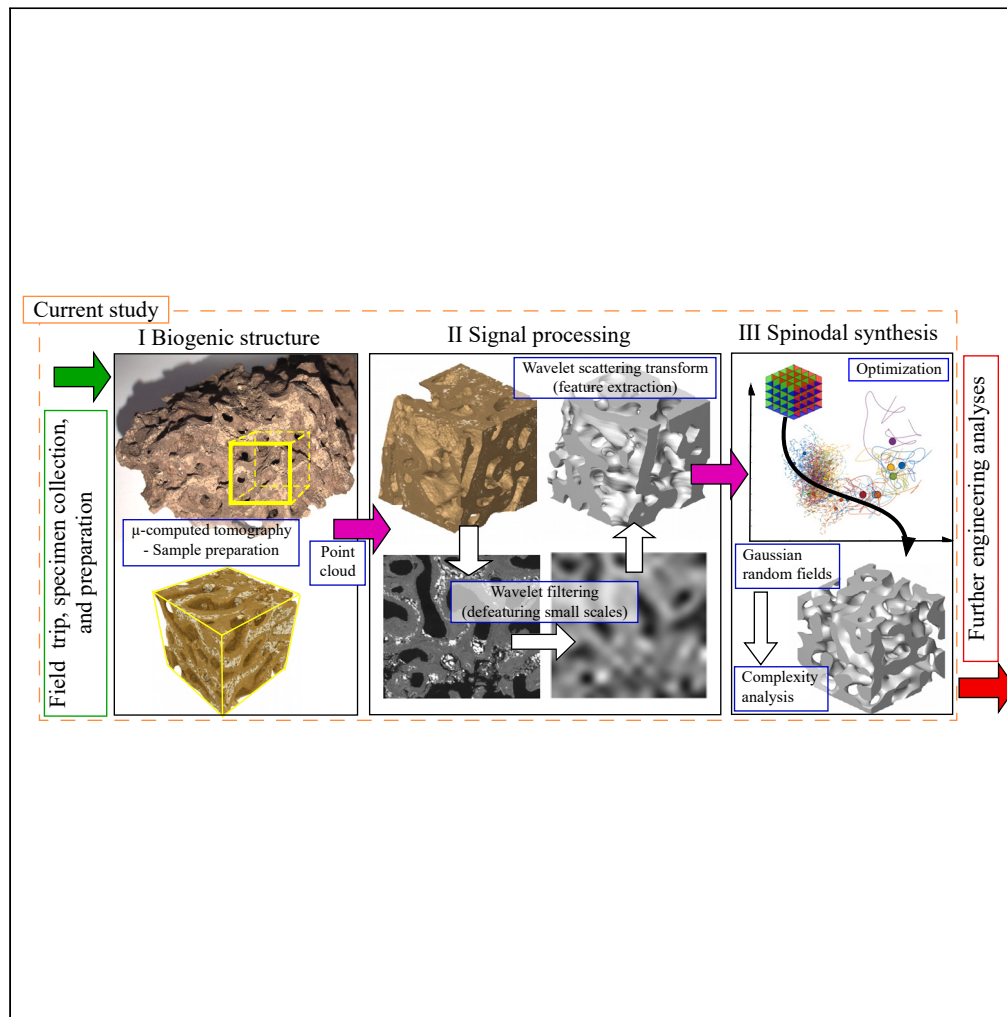 Current study
I Biogenic structure
II Signal processing
III Spinodal synthesis
Field trip, specimen collection,
and preparation
μ-computed tomography
- Sample preparation
Point
cloud
Wavelet scattering transform
(feature extraction)
Wavelet filtering
(defeaturing small scales)
Optimization
Gaussian
random fields
Complexity
analysis
Further engineering analyses